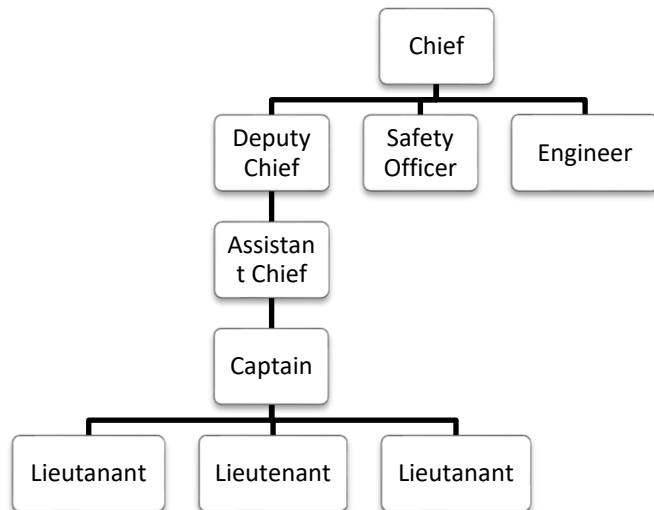 Chief
Deputy
Chief
Safety
Officer
Engineer
Assistan
t Chief
Captain
Lieutanant
Lieutenant
Lieutanant